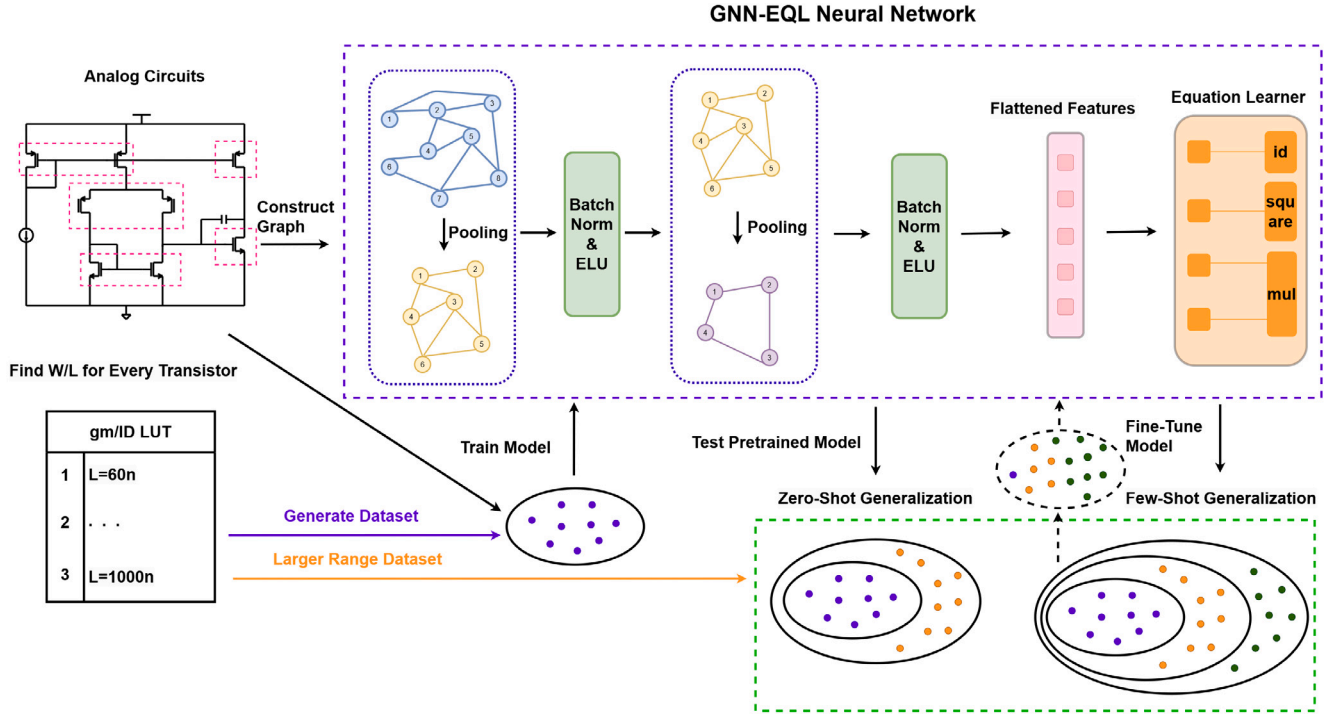 GNN-EQL Neural Network
Analog Circuits
Construct
Graph
1
2
3
4
5
6
7
8
Pooling
1
2
3
4
5
6
Batch
Norm
&
ELU
1
2
3
4
5
6
Pooling
1
2
4
3
Batch
Norm
&
ELU
Flattened Features
Equation Learner
id
squ
are
mul
Find W/L for Every Transistor
gm/ID LUT
1 L=60n
2 . . .
3 L=1000n
Train Model
Generate Dataset
Larger Range Dataset
Test Pretrained Model
Fine-Tune
Model
Zero-Shot Generalization
Few-Shot Generalization